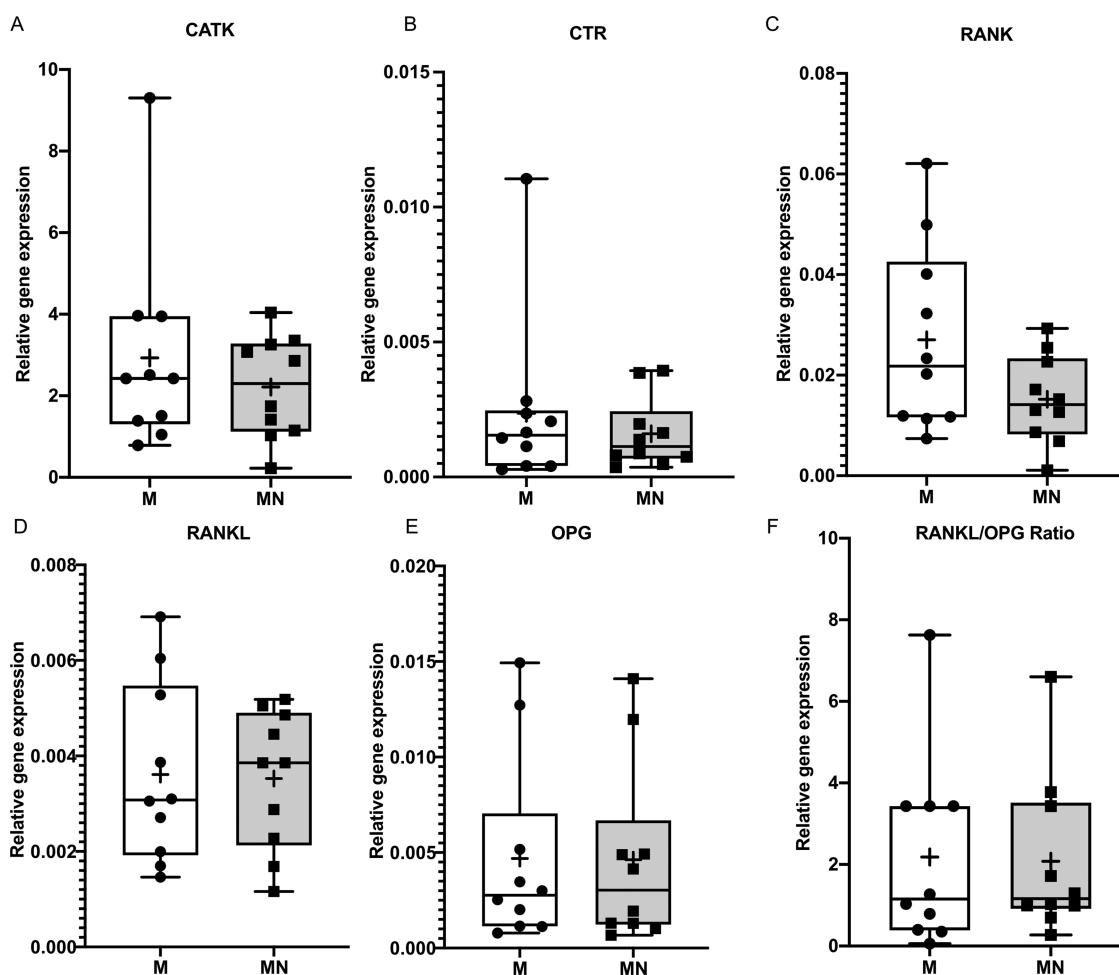 A
CATK
Relative gene expression
10
8
6
4
2
0
M
MN
B
CTR
Relative gene expression
0.015
0.010
0.005
0.000
M
MN
C
RANK
Relative gene expression
0.08
0.06
0.04
0.02
0.00
M
MN
D
RANKL
Relative gene expression
0.008
0.006
0.004
0.002
0.000
M
MN
E
OPG
Relative gene expression
0.020
0.015
0.010
0.005
0.000
M
MN
F
RANKL/OPG Ratio
Relative gene expression
10
8
6
4
2
0
M
MN